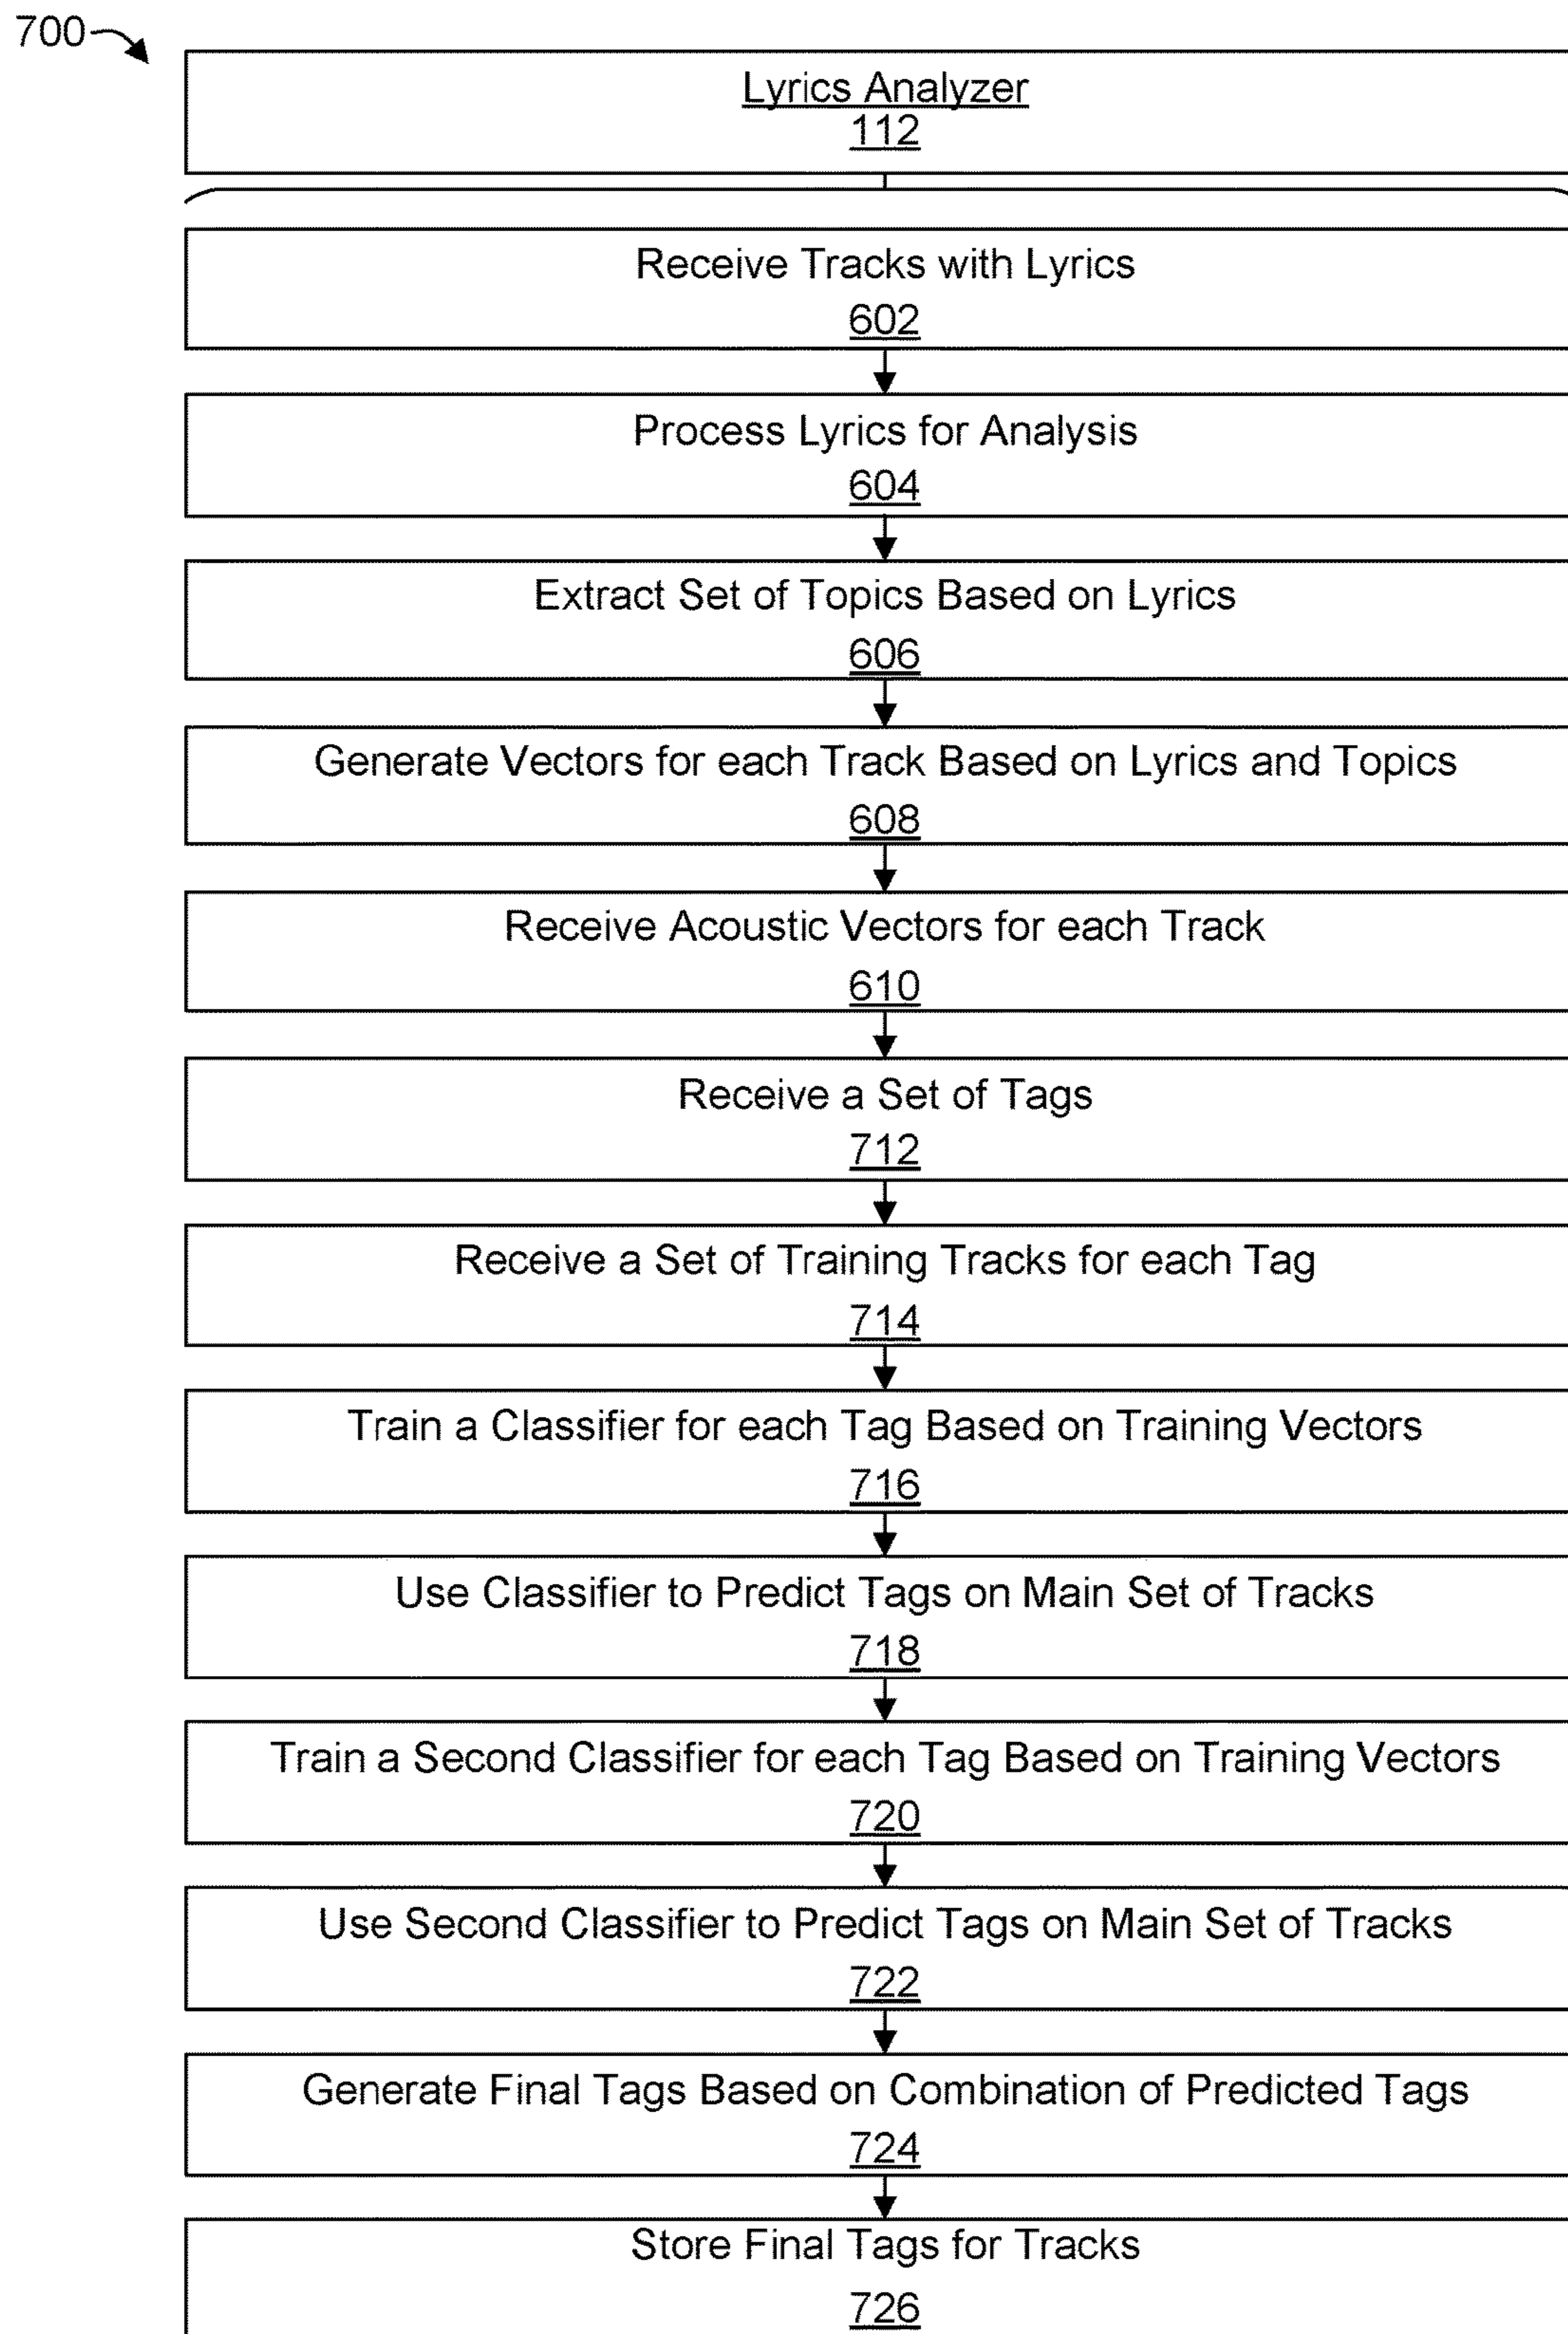 700
Lyrics Analyzer
112
Receive Tracks with Lyrics
602
Process Lyrics for Analysis
604
Extract Set of Topics Based on Lyrics
606
Generate Vectors for each Track Based on Lyrics and Topics
608
Receive Acoustic Vectors for each Track
610
Receive a Set of Tags
712
Receive a Set of Training Tracks for each Tag
714
Train a Classifier for each Tag Based on Training Vectors
716
Use Classifier to Predict Tags on Main Set of Tracks
718
Train a Second Classifier for each Tag Based on Training Vectors
720
Use Second Classifier to Predict Tags on Main Set of Tracks
722
Generate Final Tags Based on Combination of Predicted Tags
724
Store Final Tags for Tracks
726